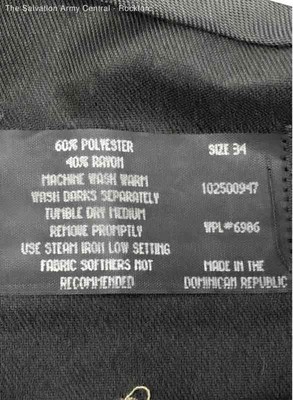 The Salvation Army Central - Rockford
60% POLYESTER
40% RAYON
MACHINE WASH WARM
WASH DARKS SEPARATELY
TUMBLE DRY MEDIUM
REMOVE PROMPTLY
USE STEAM IRON LOW SETTING
FABRIC SOFTNERS NOT
RECOMMENDED
SIZE 34
102500947
WPL#6906
MADE IN THE
DOMINICAN REPUBLIC